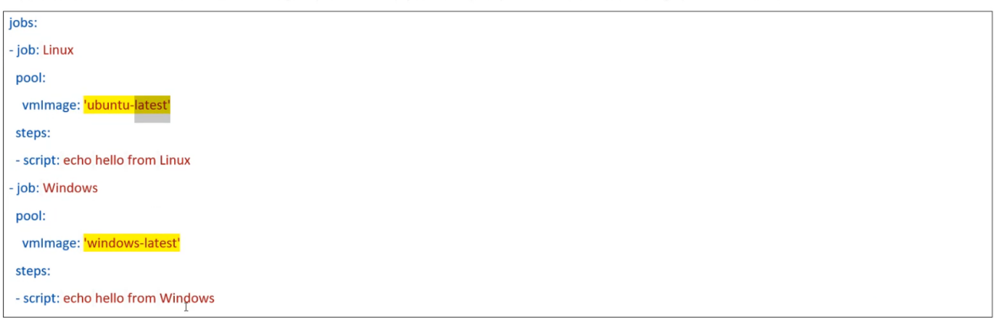 jobs:
- job: Linux
pool:
vmImage: 'ubuntu-latest'
steps:
- script: echo hello from Linux
- job: Windows
pool:
vmImage: 'windows-latest'
steps:
- script: echo hello from Windows